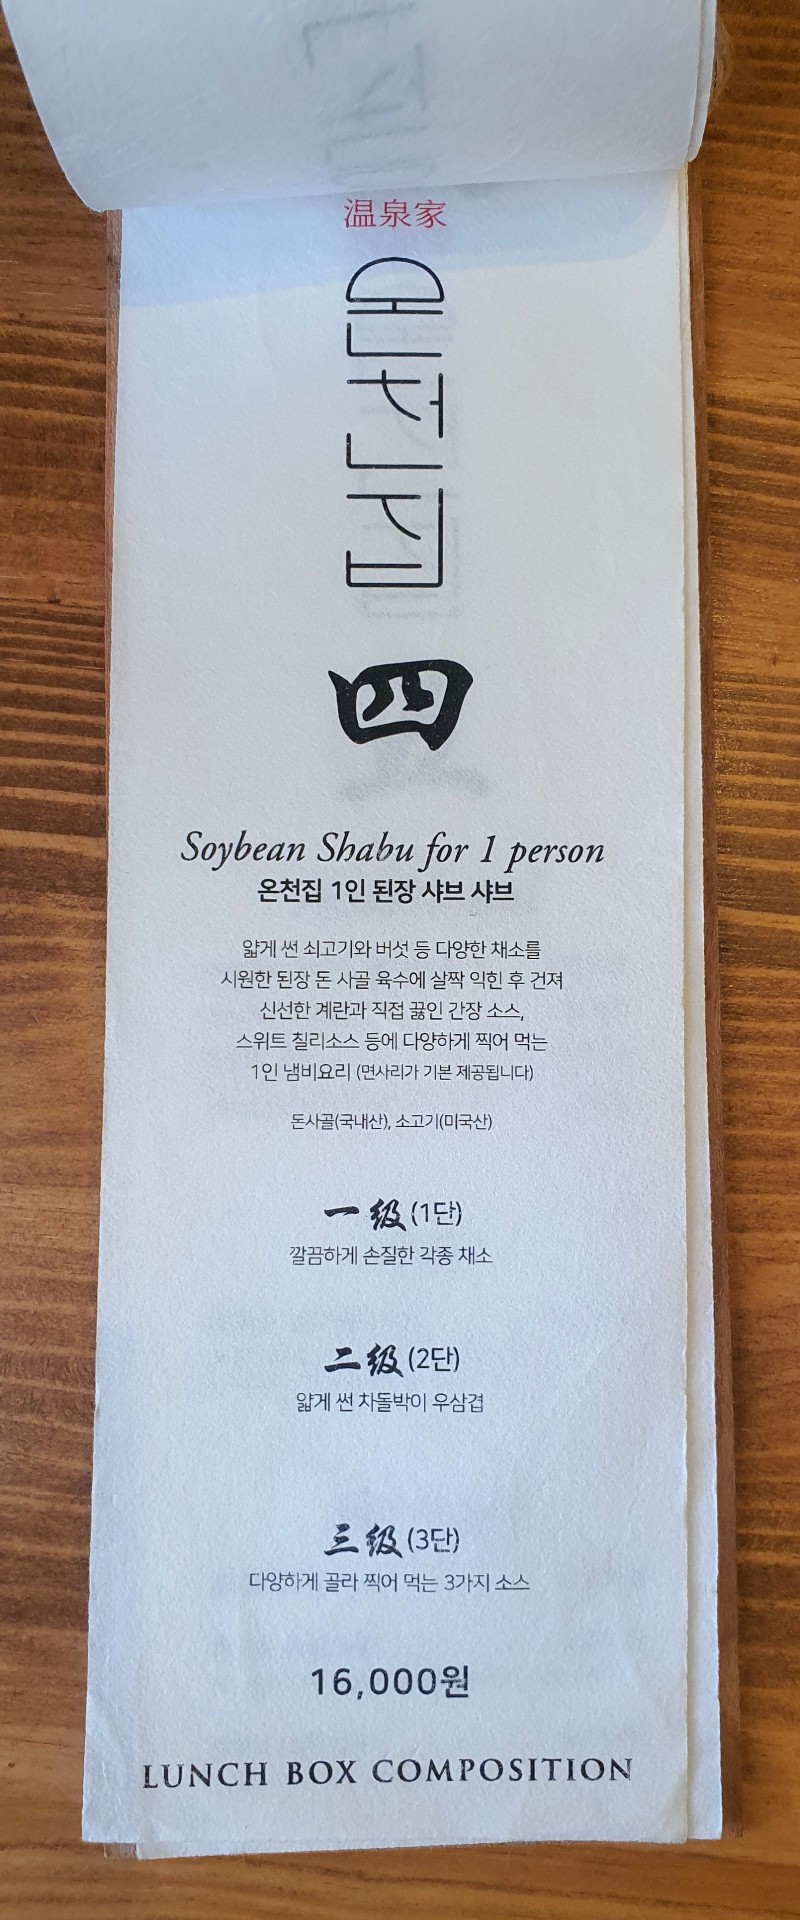 温泉家
온천집
四
Soybean Shabu for 1 person
온천집 1인 된장 샤브 샤브
얇게 썬 쇠고기와 버섯 등 다양한 채소를
시원한 된장 돈 사골 육수에 살짝 익힌 후 건져
신선한 계란과 직접 끓인 간장 소스,
스위트 칠리소스 등에 다양하게 찍어 먹는
1인 냄비요리 (면사리가 기본 제공됩니다)
돈사골(국내산), 소고기(미국산)
一級(1단)
깔끔하게 손질한 각종 채소
二級(2단)
얇게 썬 차돌박이 우삼겹
三級(3단)
다양하게 골라 찍어 먹는 3가지 소스
16,000원
LUNCH BOX COMPOSITION